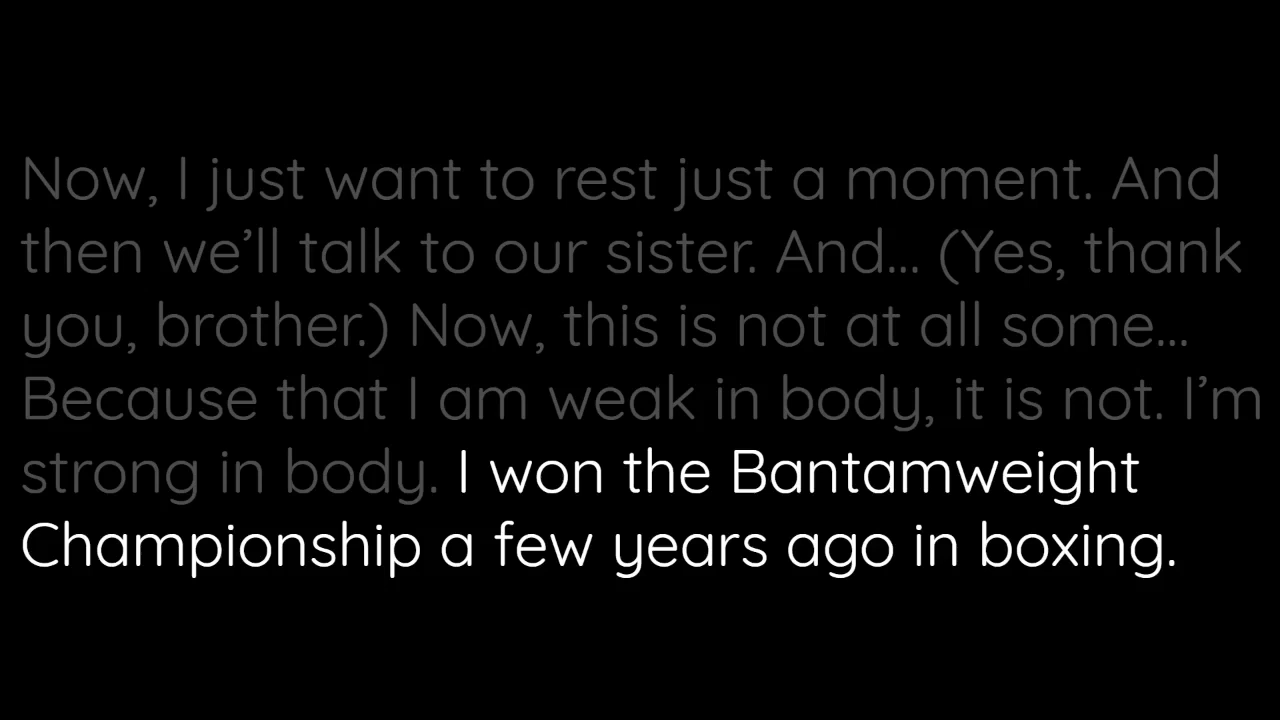 Now, I just want to rest just a moment. And
then we’ll talk to our sister. And... (Yes, thank
you, brother.) Now, this is not at all some...
Because that I am weak in body, it is not. I’m
strong in body. I won the Bantamweight
Championship a few years ago in boxing.